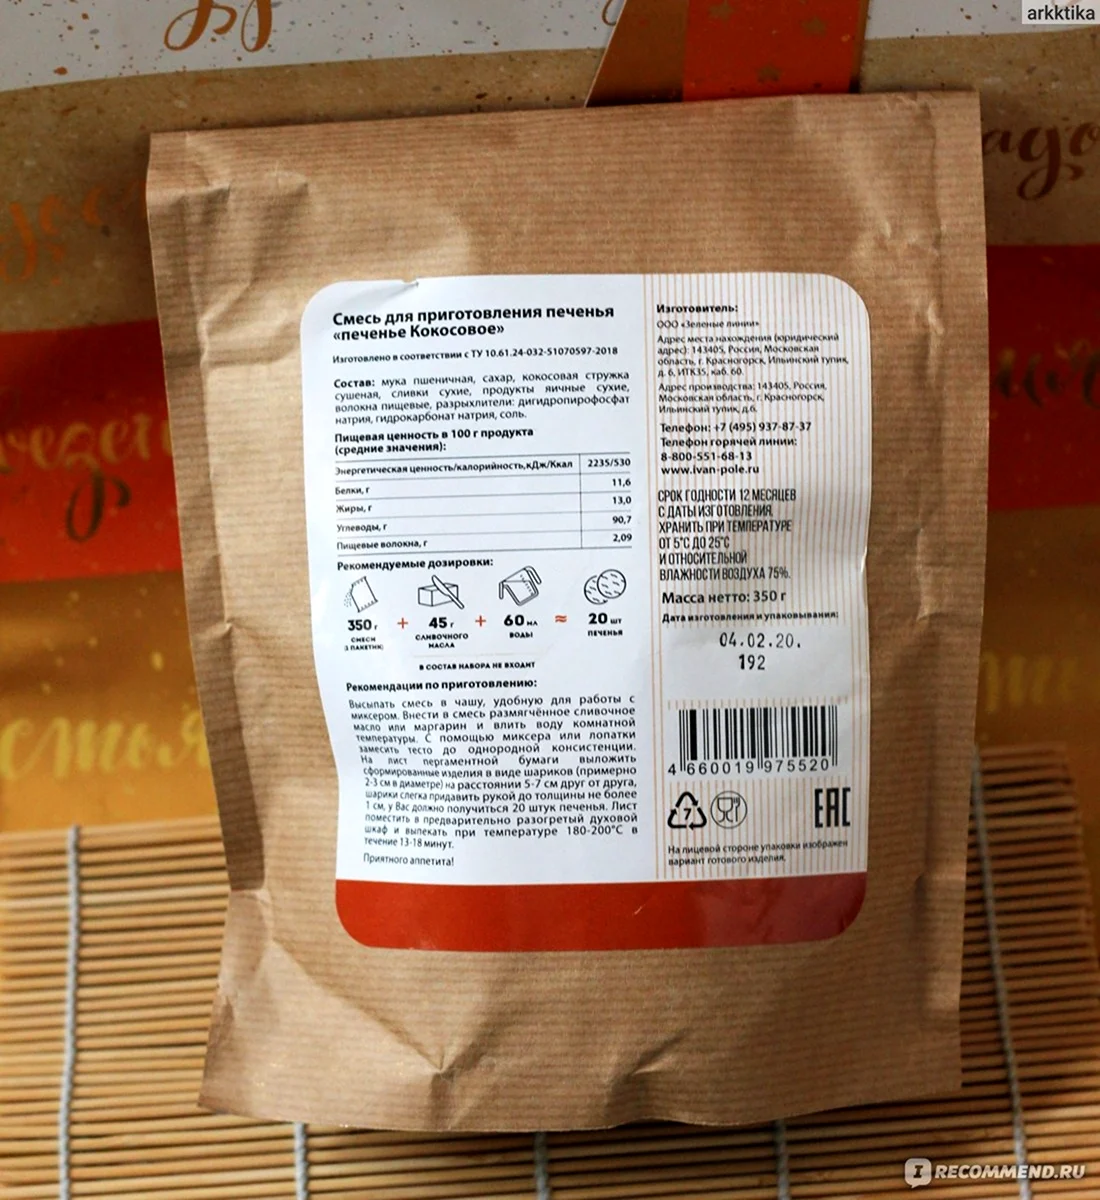 arkktika
Смесь для приготовления печенья
«печенье Кокосовое»
Изготовлено в соответствии с ТУ 10.61.24-032-51070597-2018
Состав: мука пшеничная, сахар, кокосовая стружка
сушеная, сливки сухие, продукты яичные сухие,
волокна пищевые, разрыхлители: дигидропирофосфат
натрия, гидрокарбонат натрия, соль.
Пищевая ценность в 100 г продукта
(средние значения):
Энергетическая ценность/калорийность,кДж/Ккал 2235/530
Белки, г 11,6
Жиры, г 13,0
Углеводы, г 90,7
Пищевые волокна, г 2,09
Рекомендуемые дозировки:
350 г + 45 г + 60 мл ≈ 20 шт
смеси сливочного воды печенья
масла
в состав набора не входит
Рекомендации по приготовлению:
Высыпать смесь в чашу, удобную для работы с
миксером. Внести в смесь размягчённое сливочное
масло или маргарин и влить воду комнатной
температуры. С помощью миксера или лопатки
замесить тесто до однородной консистенции.
На лист пергаментной бумаги выложить
сформированные изделия в виде шариков (примерно
2-3 см в диаметре) на расстоянии 5-7 см друг от друга,
шарики слегка придавить рукой до толщины не более
1 см, у Вас должно получиться 20 штук печенья. Лист
поместить в предварительно разогретый духовой
шкаф и выпекать при температуре 180-200°С в
течение 13-18 минут.
Приятного аппетита!
Изготовитель:
ООО «Зеленые линии»
Адрес места нахождения (юридический
адрес): 143405, Россия, Московская
область, г. Красногорск, Ильинский тупик,
д. 6, ИТК35, каб. 60.
Адрес производства: 143405, Россия,
Московская область, г. Красногорск,
Ильинский тупик, д.6.
Телефон: +7 (495) 937-87-37
Телефон горячей линии:
8-800-551-68-13
www.ivan-pole.ru
СРОК ГОДНОСТИ 12 МЕСЯЦЕВ
С ДАТЫ ИЗГОТОВЛЕНИЯ.
ХРАНИТЬ ПРИ ТЕМПЕРАТУРЕ
ОТ 5°С ДО 25°С
И ОТНОСИТЕЛЬНОЙ
ВЛАЖНОСТИ ВОЗДУХА 75%.
Масса нетто: 350 г
Дата изготовления и упаковывания:
04.02.20.
192
4 660019 975520
7
EAC
На лицевой стороне упаковки изображен
вариант готового изделия.
IRECOMMEND.RU